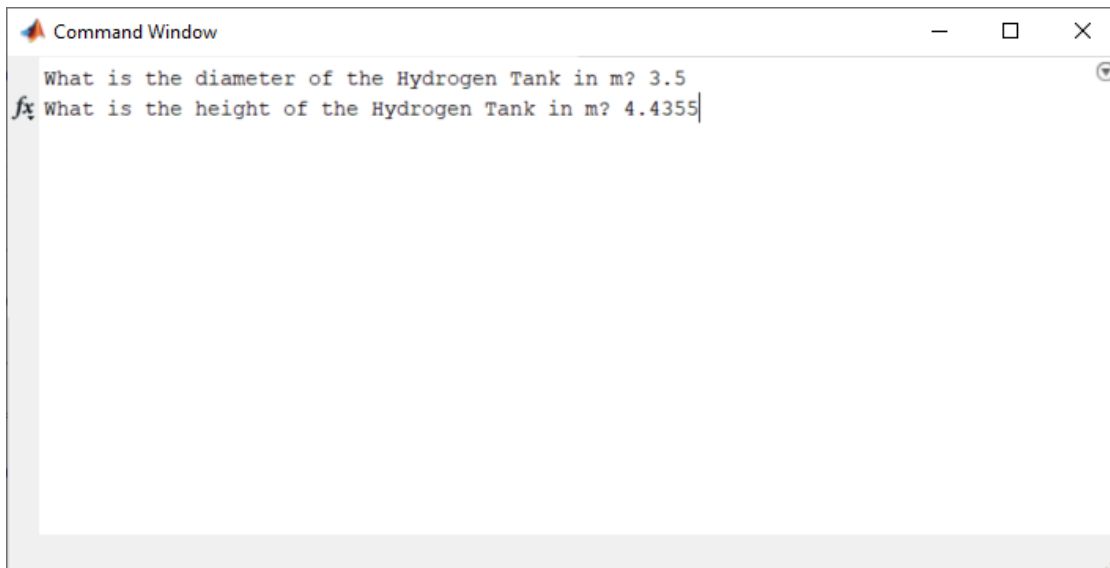 Command Window
What is the diameter of the Hydrogen Tank in m? 3.5
fx What is the height of the Hydrogen Tank in m? 4.4355